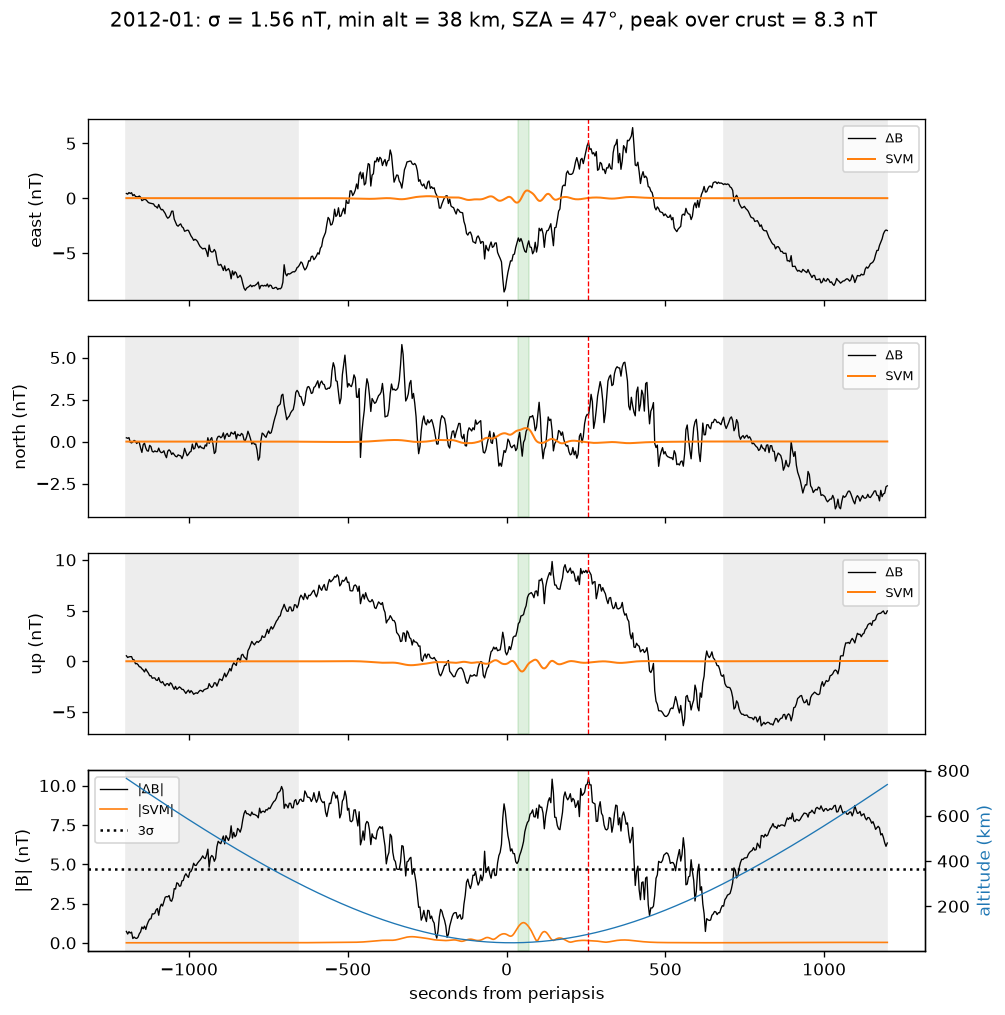 2012-01: σ = 1.56 nT, min alt = 38 km, SZA = 47°, peak over crust = 8.3 nT
5
0
−5
east (nT)
ΔB
SVM
5.0
2.5
0.0
−2.5
north (nT)
ΔB
SVM
10
5
0
−5
up (nT)
ΔB
SVM
10.0
7.5
5.0
2.5
0.0
|B| (nT)
|ΔB|
|SVM|
3σ
800
600
400
200
altitude (km)
−1000
−500
0
500
1000
seconds from periapsis